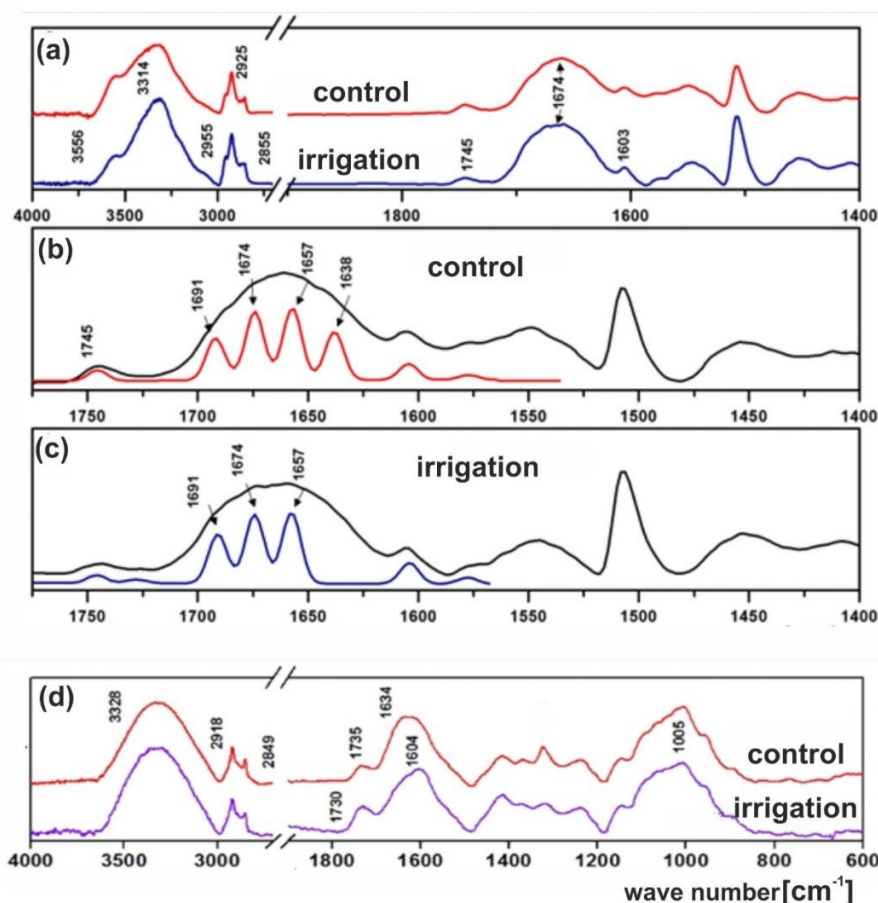 (a)
3556
3314
2955
2925
2855
control
irrigation
1745
1674
1603
4000 3500 3000 1800 1600 1400
(b)
control
1745
1691
1674
1657
1638
1750 1700 1650 1600 1550 1500 1450 1400
(c)
irrigation
1691
1674
1657
1750 1700 1650 1600 1550 1500 1450 1400
(d)
3328
2918
2849
1735
1730
1634
1604
1005
control
irrigation
4000 3500 3000 1800 1600 1400 1200 1000 800 600
wave number[cm⁻¹]